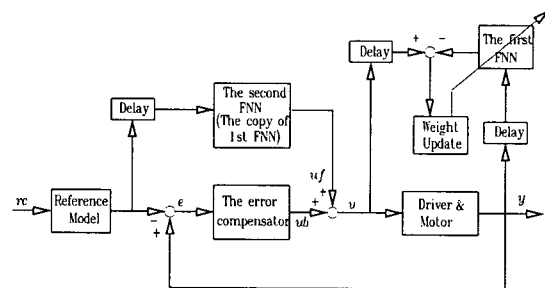 Delay
+
−
The first
FNN
Delay
The second
FNN
(The copy of
1st FNN)
Weight
Update
Delay
uf
+
rc
Reference
Model
−
+
e
The error
compensator
ub
+
u
Driver &
Motor
y